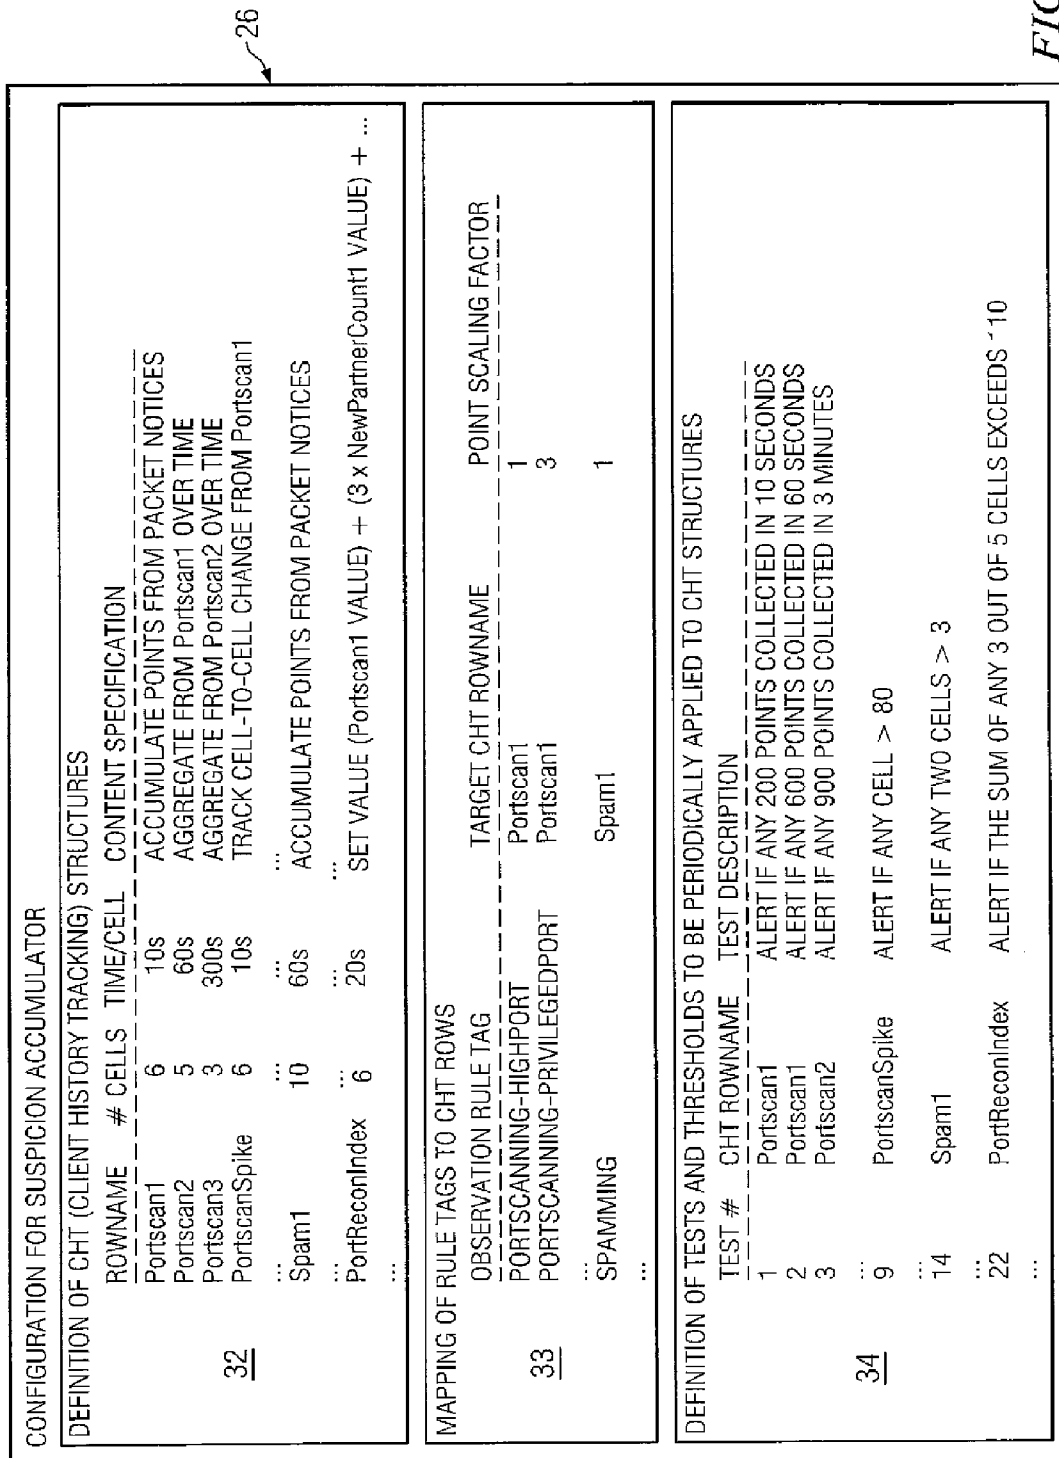 CONFIGURATION FOR SUSPICION ACCUMULATOR
26
DEFINITION OF CHT (CLIENT HISTORY TRACKING) STRUCTURES
32
ROWNAME # CELLS TIME/CELL CONTENT SPECIFICATION
Portscan1 6 10s ACCUMULATE POINTS FROM PACKET NOTICES
Portscan2 5 60s AGGREGATE FROM Portscan1 OVER TIME
Portscan3 3 300s AGGREGATE FROM Portscan2 OVER TIME
PortscanSpike 6 10s TRACK CELL-TO-CELL CHANGE FROM Portscan1
... ... ... ...
Spam1 10 60s ACCUMULATE POINTS FROM PACKET NOTICES
... ... ... ...
PortReconIndex 6 20s SET VALUE (Portscan1 VALUE) + (3 x NewPartnerCount1 VALUE) + ...
...
MAPPING OF RULE TAGS TO CHT ROWS
33
OBSERVATION RULE TAG TARGET CHT ROWNAME POINT SCALING FACTOR
PORTSCANNING-HIGHPORT Portscan1 1
PORTSCANNING-PRIVILEGEDPORT Portscan1 3
...
SPAMMING Spam1 1
...
DEFINITION OF TESTS AND THRESHOLDS TO BE PERIODICALLY APPLIED TO CHT STRUCTURES
34
TEST # CHT ROWNAME TEST DESCRIPTION
1 Portscan1 ALERT IF ANY 200 POINTS COLLECTED IN 10 SECONDS
2 Portscan1 ALERT IF ANY 600 POINTS COLLECTED IN 60 SECONDS
3 Portscan2 ALERT IF ANY 900 POINTS COLLECTED IN 3 MINUTES
...
9 PortscanSpike ALERT IF ANY CELL > 80
...
14 Spam1 ALERT IF ANY TWO CELLS > 3
...
22 PortReconIndex ALERT IF THE SUM OF ANY 3 OUT OF 5 CELLS EXCEEDS
...